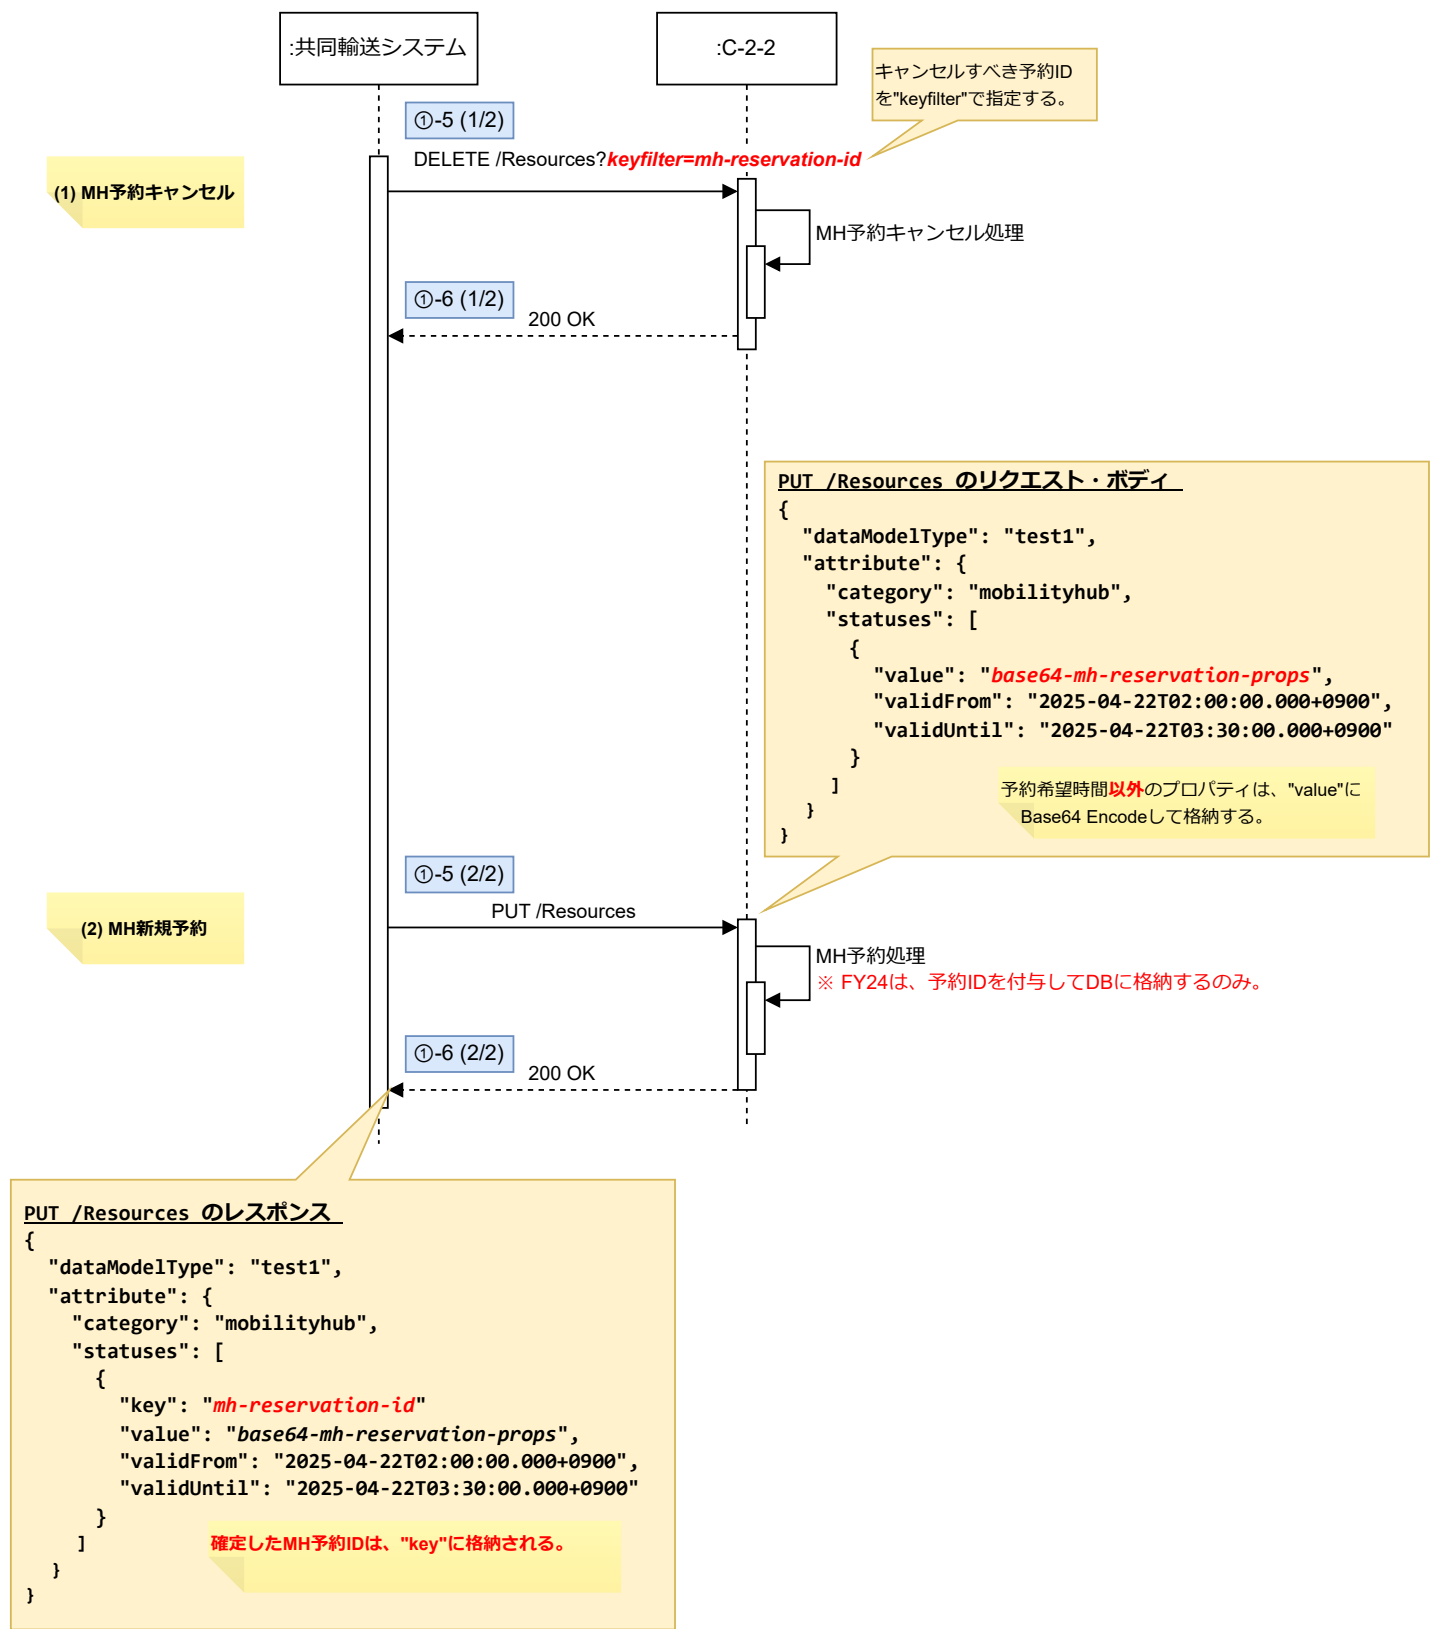 :共同輸送システム
:C-2-2
キャンセルすべき予約ID
を"keyfilter"で指定する。
①-5 (1/2)
DELETE /Resources?keyfilter=mh-reservation-id
(1) MH予約キャンセル
MH予約キャンセル処理
①-6 (1/2)
200 OK
PUT /Resources のリクエスト・ボディ
{
"dataModelType": "test1",
"attribute": {
"category": "mobilityhub",
"statuses": [
{
"value": "base64-mh-reservation-props",
"validFrom": "2025-04-22T02:00:00.000+0900",
"validUntil": "2025-04-22T03:30:00.000+0900"
}
]
}
}
予約希望時間以外のプロパティは、"value"に
Base64 Encodeして格納する。
①-5 (2/2)
PUT /Resources
(2) MH新規予約
MH予約処理
※ FY24は、予約IDを付与してDBに格納するのみ。
①-6 (2/2)
200 OK
PUT /Resources のレスポンス
{
"dataModelType": "test1",
"attribute": {
"category": "mobilityhub",
"statuses": [
{
"key": "mh-reservation-id"
"value": "base64-mh-reservation-props",
"validFrom": "2025-04-22T02:00:00.000+0900",
"validUntil": "2025-04-22T03:30:00.000+0900"
}
]
}
}
確定したMH予約IDは、"key"に格納される。